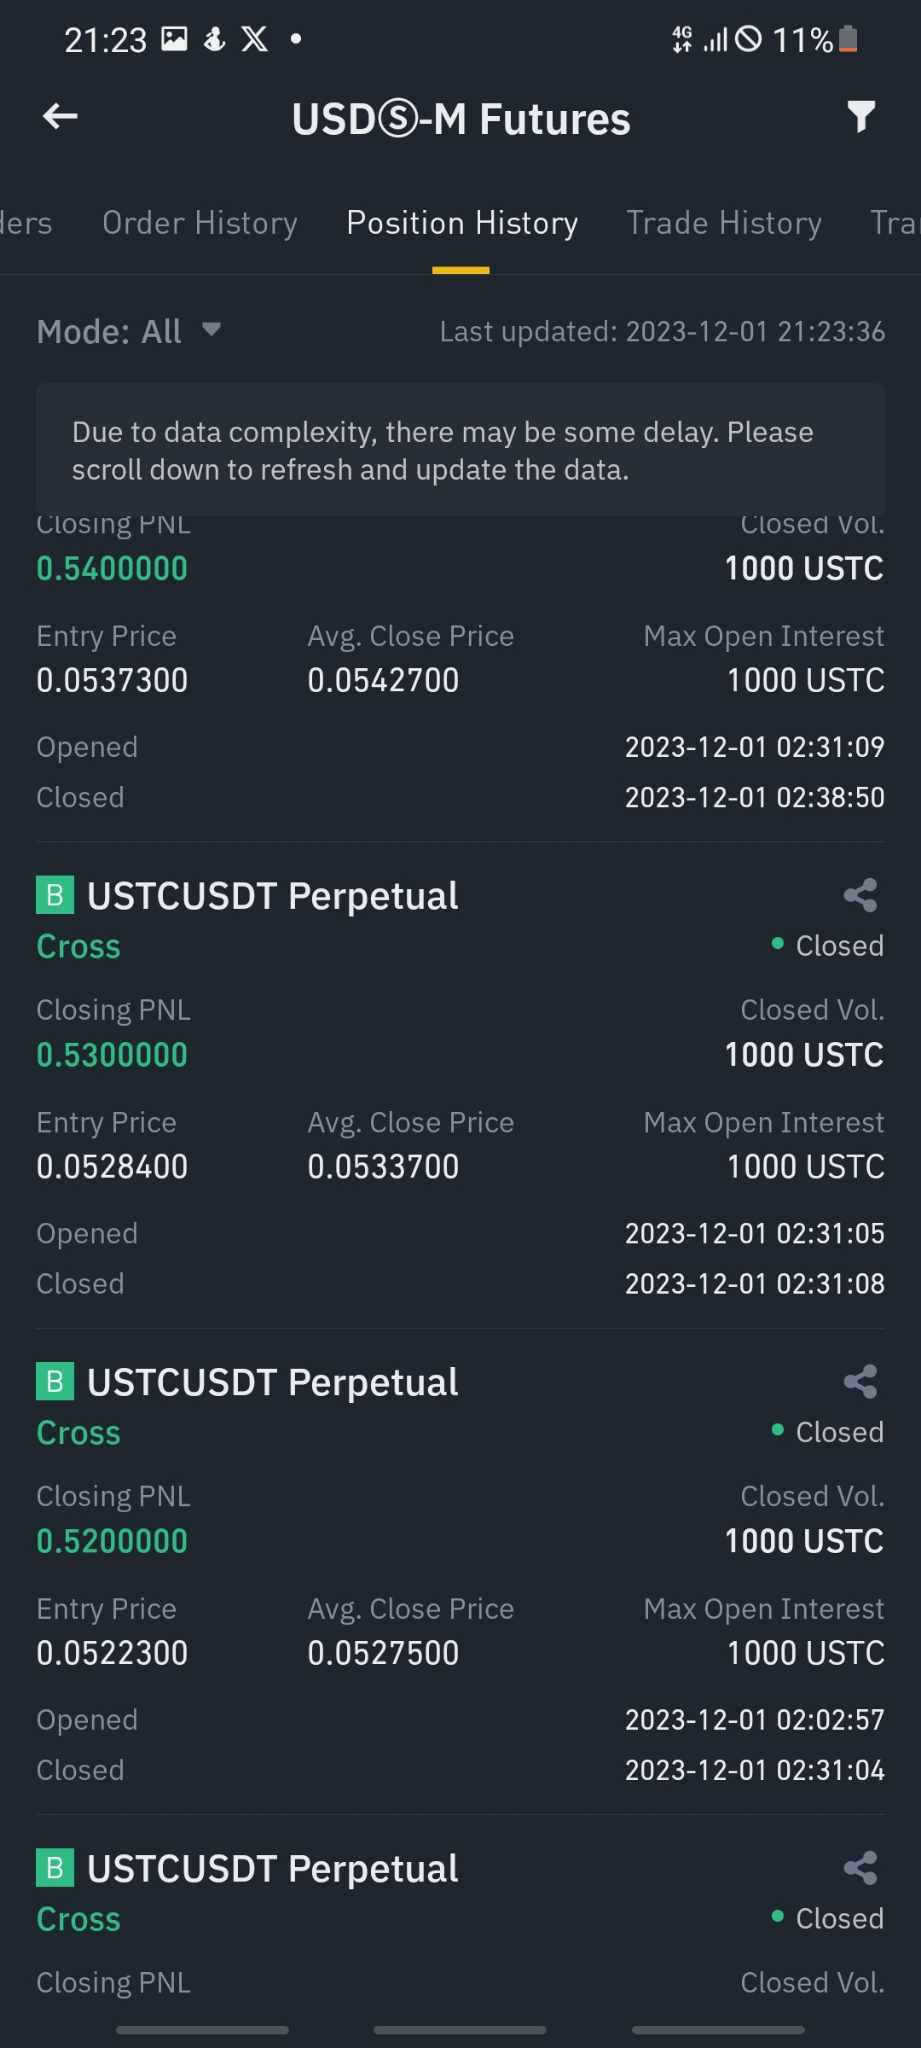 21:23 4G 11%
USDⓈ-M Futures
ders Order History Position History Trade History Tra
Mode: All Last updated: 2023-12-01 21:23:36
Due to data complexity, there may be some delay. Please
scroll down to refresh and update the data.
Closing PNL Closed Vol.
0.5400000 1000 USTC
Entry Price Avg. Close Price Max Open Interest
0.0537300 0.0542700 1000 USTC
Opened 2023-12-01 02:31:09
Closed 2023-12-01 02:38:50
B USTCUSDT Perpetual
Cross Closed
Closing PNL Closed Vol.
0.5300000 1000 USTC
Entry Price Avg. Close Price Max Open Interest
0.0528400 0.0533700 1000 USTC
Opened 2023-12-01 02:31:05
Closed 2023-12-01 02:31:08
B USTCUSDT Perpetual
Cross Closed
Closing PNL Closed Vol.
0.5200000 1000 USTC
Entry Price Avg. Close Price Max Open Interest
0.0522300 0.0527500 1000 USTC
Opened 2023-12-01 02:02:57
Closed 2023-12-01 02:31:04
B USTCUSDT Perpetual
Cross Closed
Closing PNL Closed Vol.